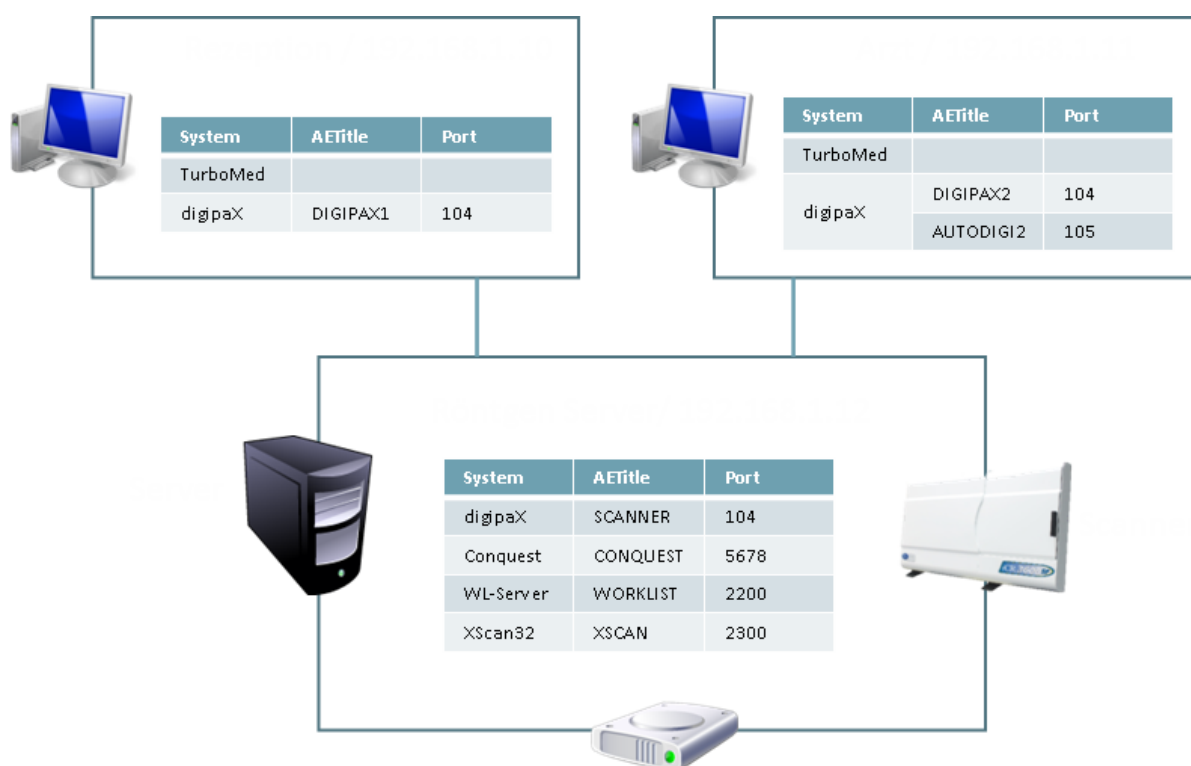 System AETitle Port
TurboMed
digipaX DIGIPAX1 104
System AETitle Port
TurboMed
digipaX DIGIPAX2 104
AUTODIGI2 105
System AETitle Port
digipaX SCANNER 104
Conquest CONQUEST 5678
WL-Server WORKLIST 2200
XScan32 XSCAN 2300